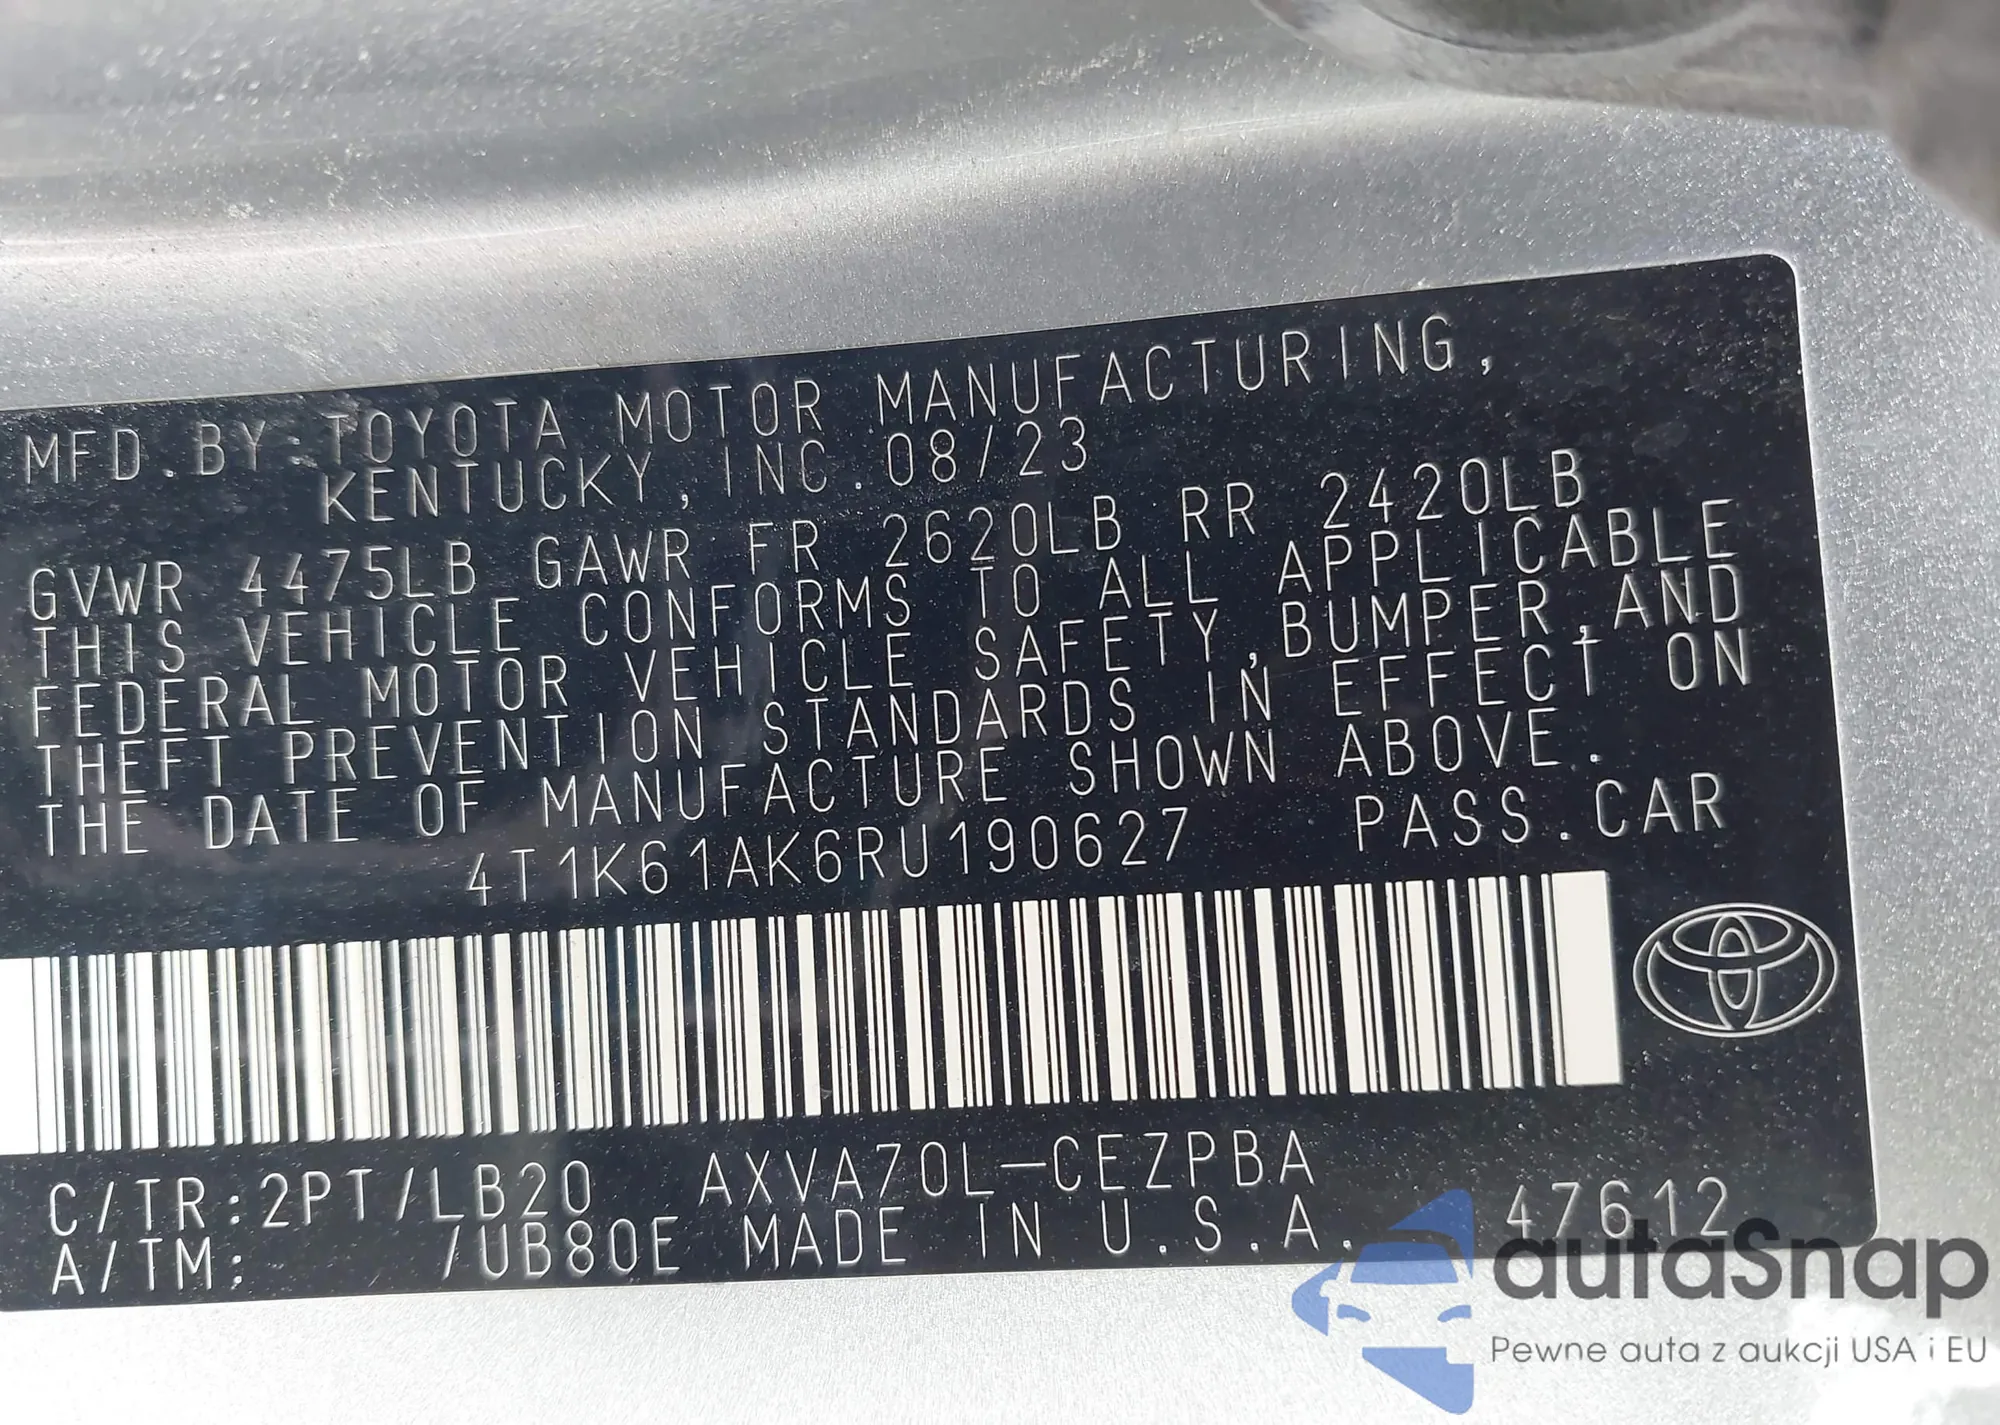 MFD.BY TOYOTA MOTOR MANUFACTURING,
KENTUCKY, INC. 08/23
GVWR 4475LB GAWR FR 2620LB RR 2420LB
THIS VEHICLE CONFORMS TO ALL APPLICABLE
FEDERAL MOTOR VEHICLE SAFETY,BUMPER,AND
THEFT PREVENTION STANDARDS IN EFFECT ON
THE DATE OF MANUFACTURE SHOWN ABOVE.
4T1K61AK6RU190627 PASS.CAR
C/TR:2PT/LB20 AXVA70L-CEZPBA
A/TM: /UB80E MADE IN U.S.A. 47612
autaSnap
Pewne auta z aukcji USA i EU